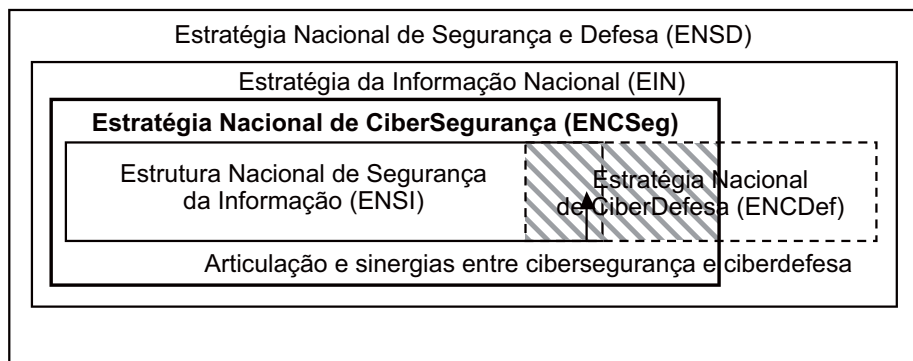 Estratégia Nacional de Segurança e Defesa (ENSD)
Estratégia da Informação Nacional (EIN)
Estratégia Nacional de CiberSegurança (ENCSeg)
Estrutura Nacional de Segurança
da Informação (ENSI)
Estratégia Nacional
de CiberDefesa (ENCDef)
Articulação e sinergias entre cibersegurança e ciberdefesa